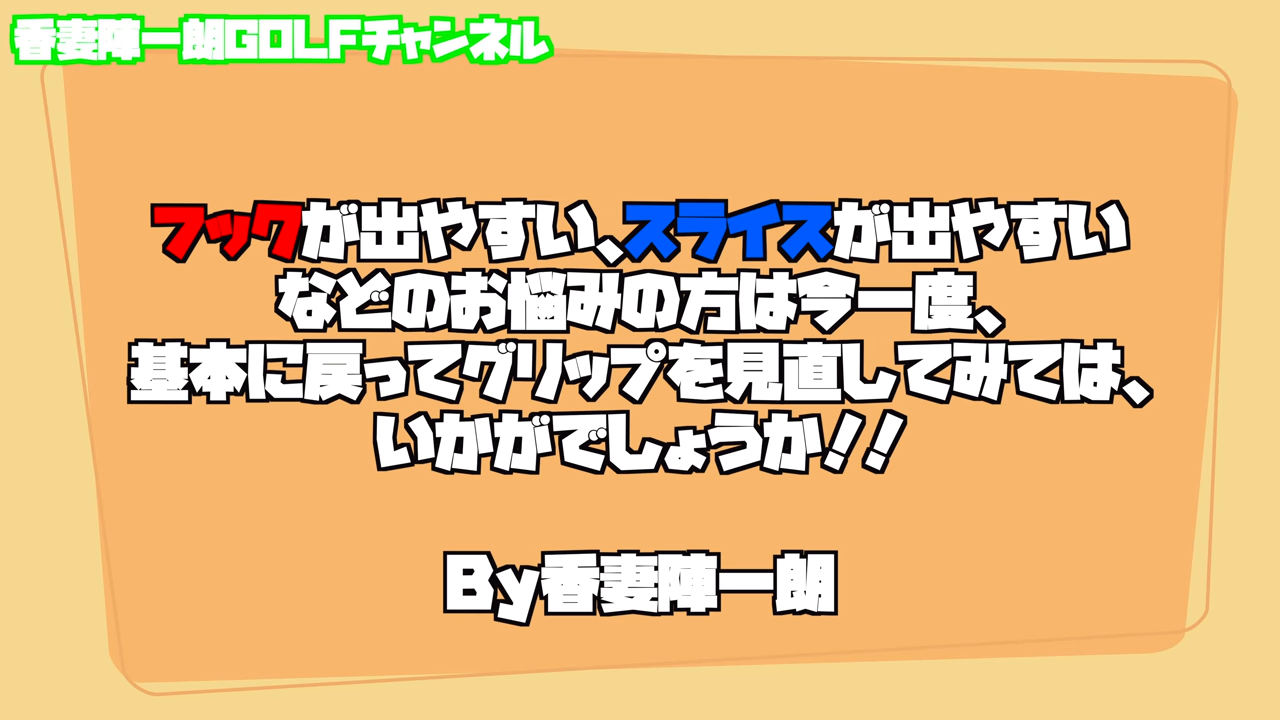 香妻陣一朗GOLFチャンネル
フックが出やすい、スライスが出やすい
などのお悩みの方は今一度、
基本に戻ってグリップを見直してみては、
いかがでしょうか！！
By香妻陣一朗